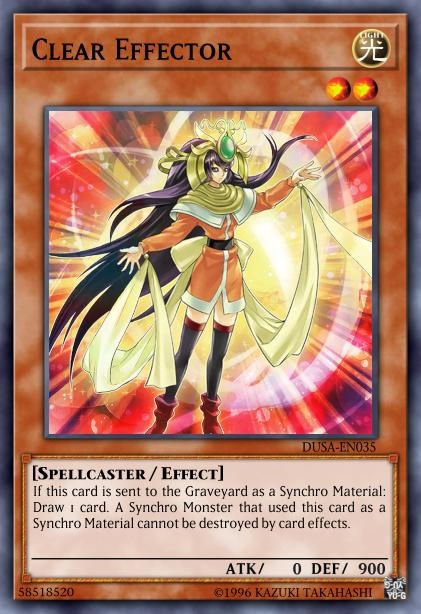 CLEAR EFFECTOR
LIGHT
光
DUSA-EN035
[SPELLCASTER / EFFECT]
If this card is sent to the Graveyard as a Synchro Material:
Draw 1 card. A Synchro Monster that used this card as a
Synchro Material cannot be destroyed by card effects.
ATK/ 0 DEF/ 900
58518520
©1996 KAZUKI TAKAHASHI